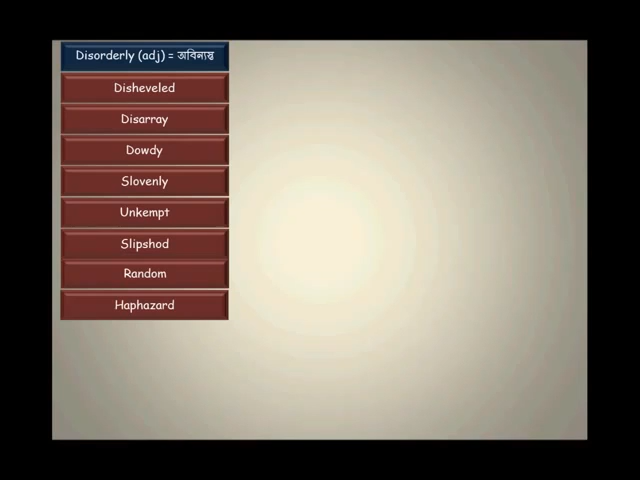 Disorderly (adj) = অবিন্যস্ত
Disheveled
Disarray
Dowdy
Slovenly
Unkempt
Slipshod
Random
Haphazard